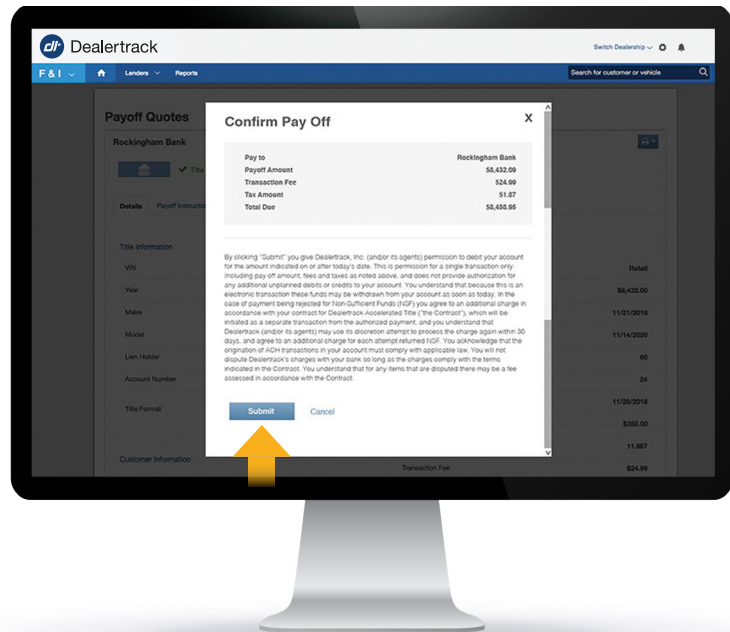 dt Dealertrack
Switch Dealership
F & I
Lenders
Reports
Search for customer or vehicle
Payoff Quotes
Rockingham Bank
Title
Details
Payoff Instructio
Title Information
VIN
Year
Make
Model
Lien Holder
Account Number
Title Format
Customer Information
Confirm Pay Off
X
Pay to Rockingham Bank
Payoff Amount $8,432.09
Transaction Fee $24.99
Tax Amount $1.87
Total Due $8,458.95
By clicking "Submit" you give Dealertrack, Inc. (and/or its agents) permission to debit your account
for the amount indicated on or after today's date. This is permission for a single transaction only.
Including pay off amount, fees and taxes as noted above, and does not provide authorization for
any additional unplanned debits or credits to your account. You understand that because this is an
electronic transaction these funds may be withdrawn from your account as soon as today. In the
case of payment being rejected for Non-Sufficient Funds (NSF) you agree to an additional charge in
accordance with your contract for Dealertrack Accelerated Title ("the Contract"), which will be
initiated as a separate transaction from the authorized payment, and you understand that
Dealertrack (and/or its agents) may use its discretion attempt to process the charge again within 30
days, and agree to an additional charge for each attempt returned NSF. You acknowledge that the
origination of ACH transactions in your account must comply with applicable law. You will not
dispute Dealertrack's charges with your bank so long as the charges comply with the terms
indicated in the Contract. You understand that for any items that are disputed there may be a fee
assessed in accordance with the Contract.
Submit
Cancel
Retail
$8,432.00
11/21/2018
11/14/2020
60
24
11/28/2018
$350.00
11.667
Transaction Fee $24.99